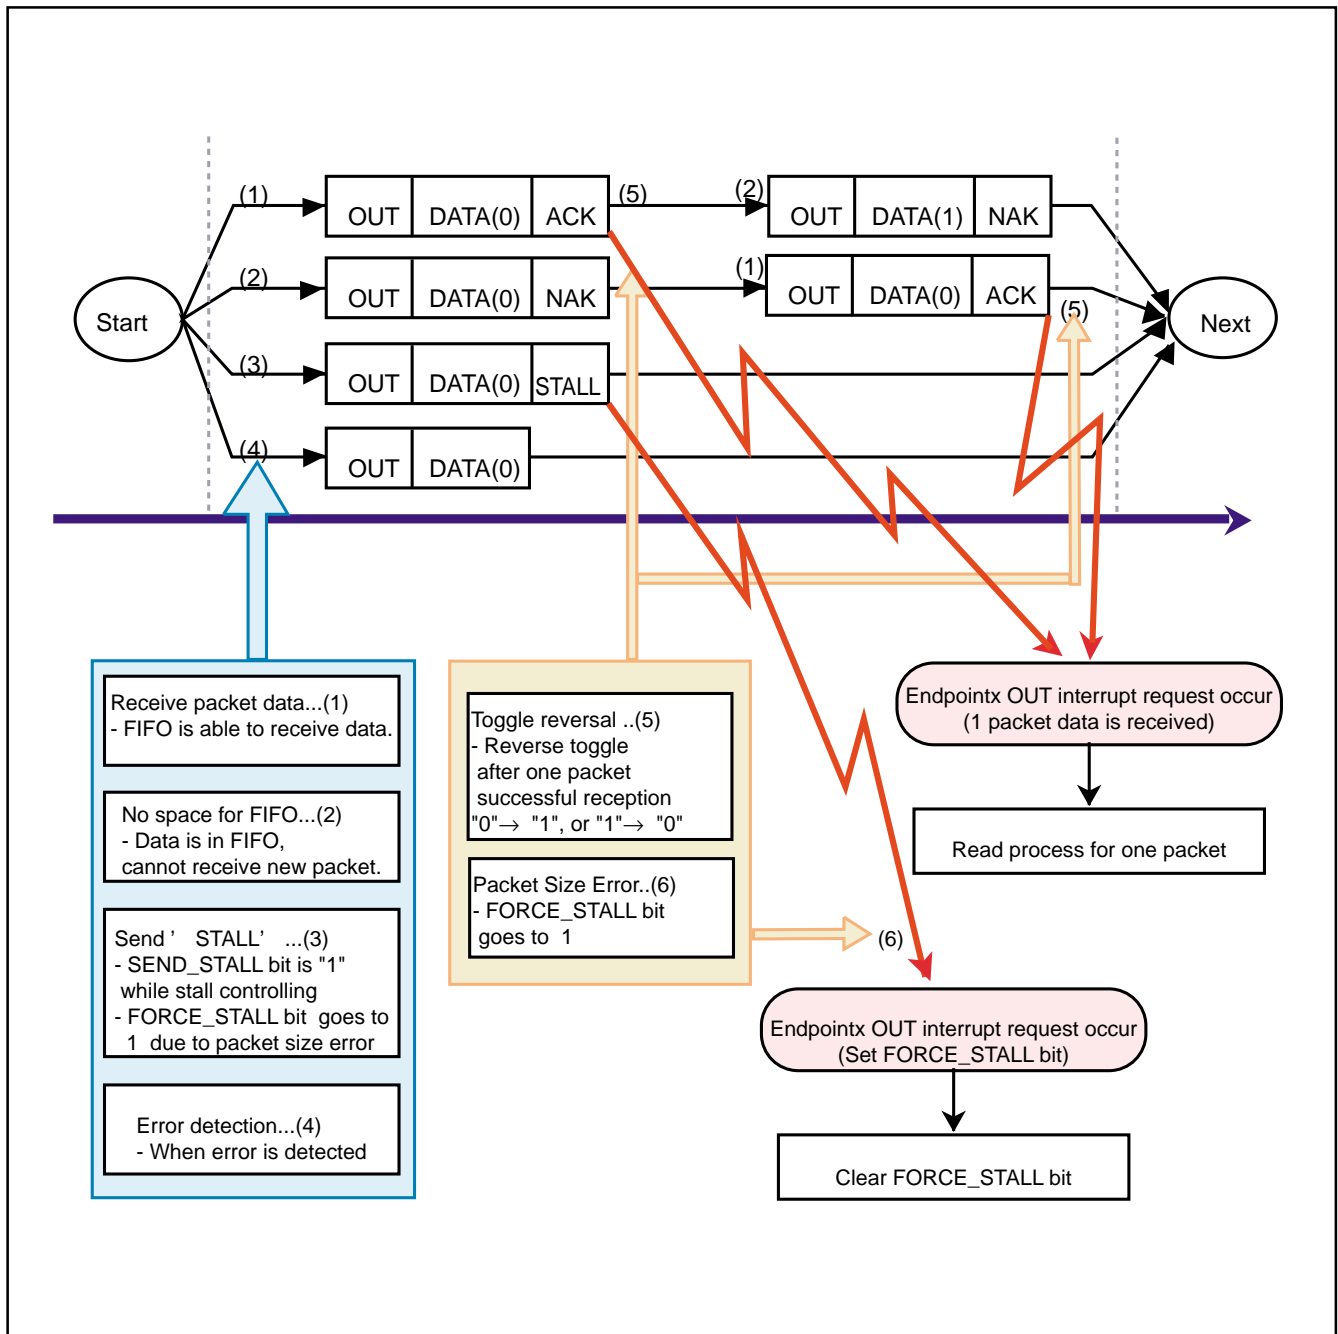 (1) OUT DATA(0) ACK (5) (2) OUT DATA(1) NAK
(2) OUT DATA(0) NAK (1) OUT DATA(0) ACK (5)
Start
Next
(3) OUT DATA(0) STALL
(4) OUT DATA(0)
Receive packet data...(1)
- FIFO is able to receive data.
No space for FIFO...(2)
- Data is in FIFO,
cannot receive new packet.
Send ' STALL' ...(3)
- SEND_STALL bit is "1"
while stall controlling
- FORCE_STALL bit goes to
1 due to packet size error
Error detection...(4)
- When error is detected
Toggle reversal ..(5)
- Reverse toggle
after one packet
successful reception
"0"→ "1", or "1"→ "0"
Packet Size Error..(6)
- FORCE_STALL bit
goes to 1
(6)
Endpointx OUT interrupt request occur
(1 packet data is received)
Read process for one packet
Endpointx OUT interrupt request occur
(Set FORCE_STALL bit)
Clear FORCE_STALL bit